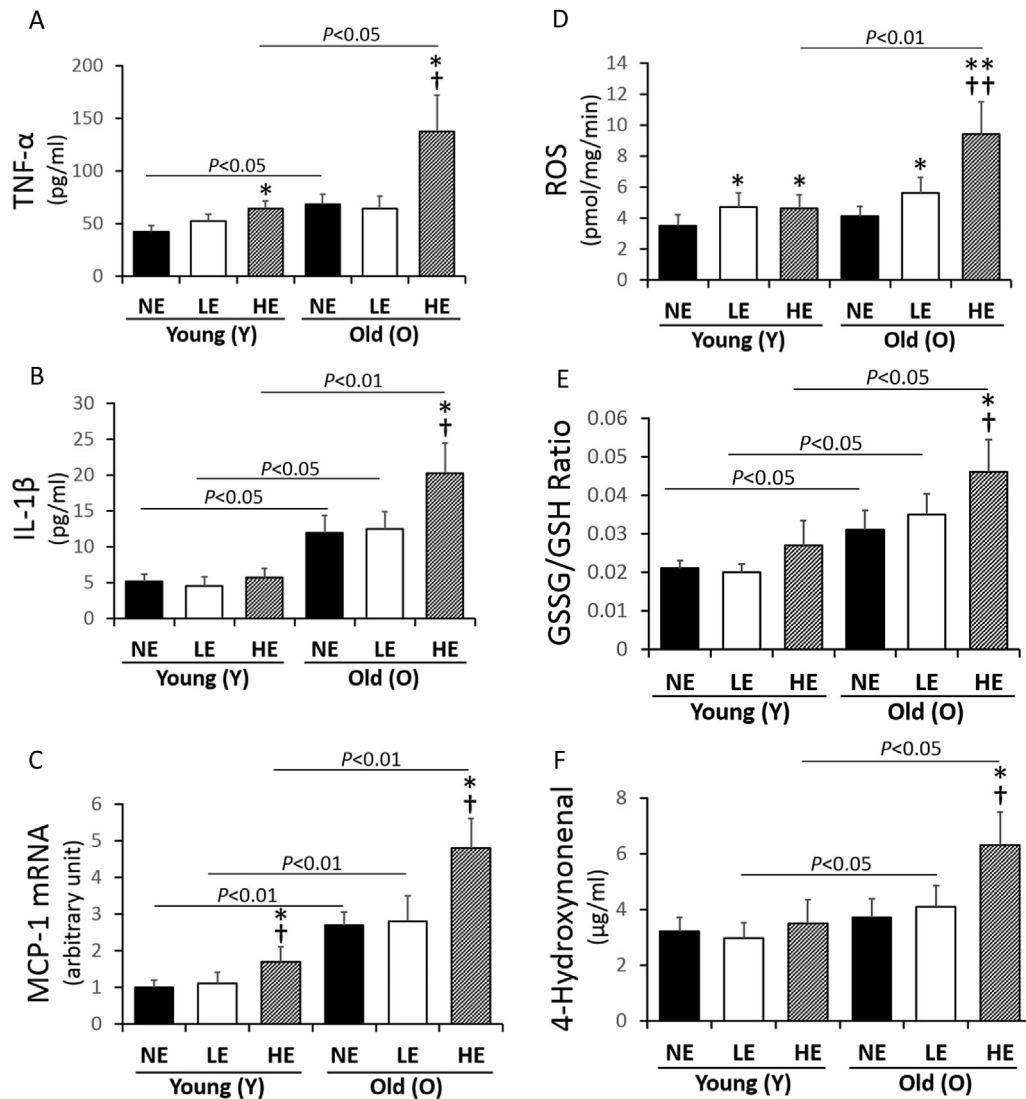 A
P<0.05
*
†
200
150
100
50
0
TNF-α
(pg/ml)
P<0.05
*
NE LE HE NE LE HE
Young (Y) Old (O)
B
P<0.01
*
†
30
25
20
15
10
5
0
IL-1β
(pg/ml)
P<0.05
P<0.05
NE LE HE NE LE HE
Young (Y) Old (O)
C
P<0.01
*
†
6
5
4
3
2
1
0
MCP-1 mRNA
(arbitrary unit)
P<0.01
P<0.01
*
†
NE LE HE NE LE HE
Young (Y) Old (O)
D
P<0.01
**
††
14
12
10
8
6
4
2
0
ROS
(pmol/mg/min)
* * *
NE LE HE NE LE HE
Young (Y) Old (O)
E
P<0.05
*
†
0.06
0.05
0.04
0.03
0.02
0.01
0
GSSG/GSH Ratio
P<0.05
P<0.05
NE LE HE NE LE HE
Young (Y) Old (O)
F
P<0.05
*
†
8
6
4
2
0
4-Hydroxynonenal
(μg/ml)
P<0.05
NE LE HE NE LE HE
Young (Y) Old (O)